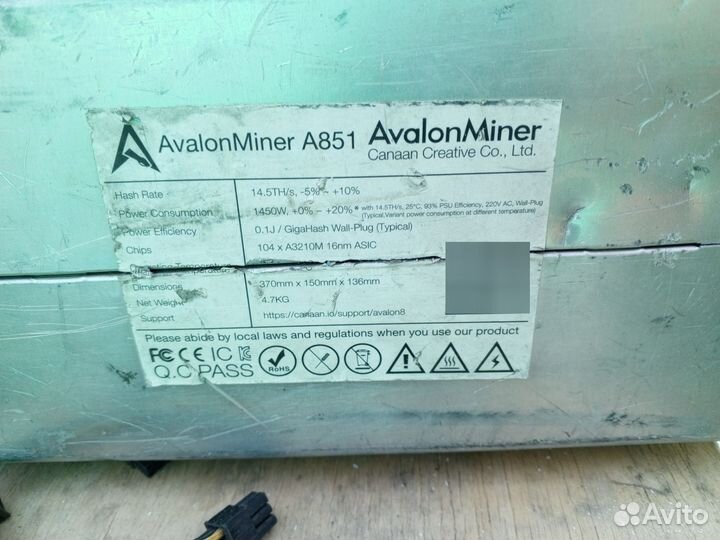 AvalonMiner A851 AvalonMiner
Canaan Creative Co., Ltd.
Hash Rate 14.5TH/s, -5% ~ +10%
Power Consumption 1450W, +0% ~ +20%* with 14.5TH/s, 25°C, 93% PSU Efficiency, 220V AC, Wall-Plug
(Typical,Variant power consumption at different temperature)
Power Efficiency 0.1J / GigaHash Wall-Plug (Typical)
Chips 104 x A3210M 16nm ASIC
Dimensions 370mm x 150mm x 136mm
Net Weight 4.7KG
Support https://canaan.io/support/avalon8
Please abide by local laws and regulations when you use our product
FC CE IC
RoHS
Q.C PASS
Avito